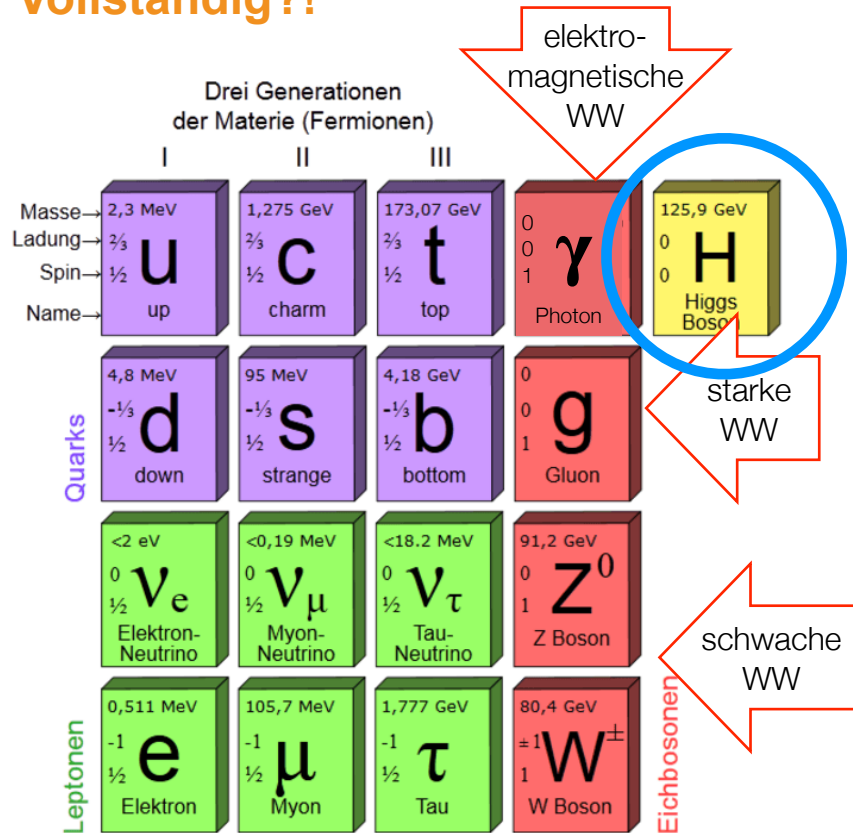 Vollständig?!
elektro-
magnetische
WW
Drei Generationen
der Materie (Fermionen)
I II III
Masse→
Ladung→
Spin→
Name→
2,3 MeV
⅔
½
u
up
1,275 GeV
⅔
½
c
charm
173,07 GeV
⅔
½
t
top
0
0
1
γ
Photon
125,9 GeV
0
0
H
Higgs
Boson
starke
WW
Quarks
4,8 MeV
-⅓
½
d
down
95 MeV
-⅓
½
s
strange
4,18 GeV
-⅓
½
b
bottom
0
0
1
g
Gluon
<2 eV
0
½
νe
Elektron-
Neutrino
<0,19 MeV
0
½
νμ
Myon-
Neutrino
<18.2 MeV
0
½
ντ
Tau-
Neutrino
91,2 GeV
0
1
Z⁰
Z Boson
schwache
WW
Leptonen
0,511 MeV
-1
½
e
Elektron
105,7 MeV
-1
½
μ
Myon
1,777 GeV
-1
½
τ
Tau
80,4 GeV
±1
1
W±
W Boson
Eichbosonen